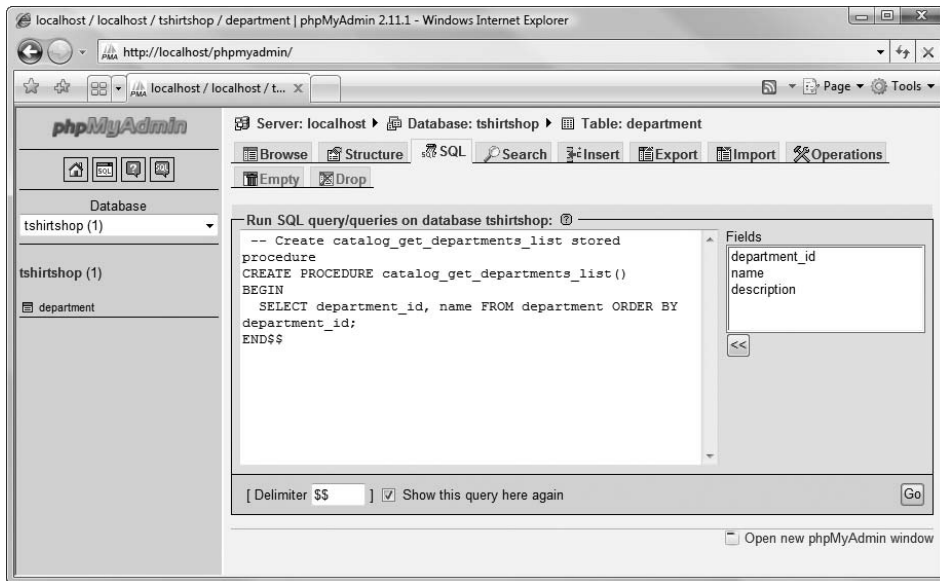 localhost / localhost / tshirtshop / department | phpMyAdmin 2.11.1 - Windows Internet Explorer
PMA http://localhost/phpmyadmin/
PMA localhost / localhost / t... X
Page Tools
phpMyAdmin
Server: localhost Database: tshirtshop Table: department
Browse Structure SQL Search Insert Export Import Operations
Empty Drop
SQL
Database
tshirtshop (1)
tshirtshop (1)
department
Run SQL query/queries on database tshirtshop:
-- Create catalog_get_departments_list stored
procedure
CREATE PROCEDURE catalog_get_departments_list()
BEGIN
SELECT department_id, name FROM department ORDER BY
department_id;
END$$
Fields
department_id
name
description
<<
[ Delimiter $$ ] Show this query here again
Go
Open new phpMyAdmin window